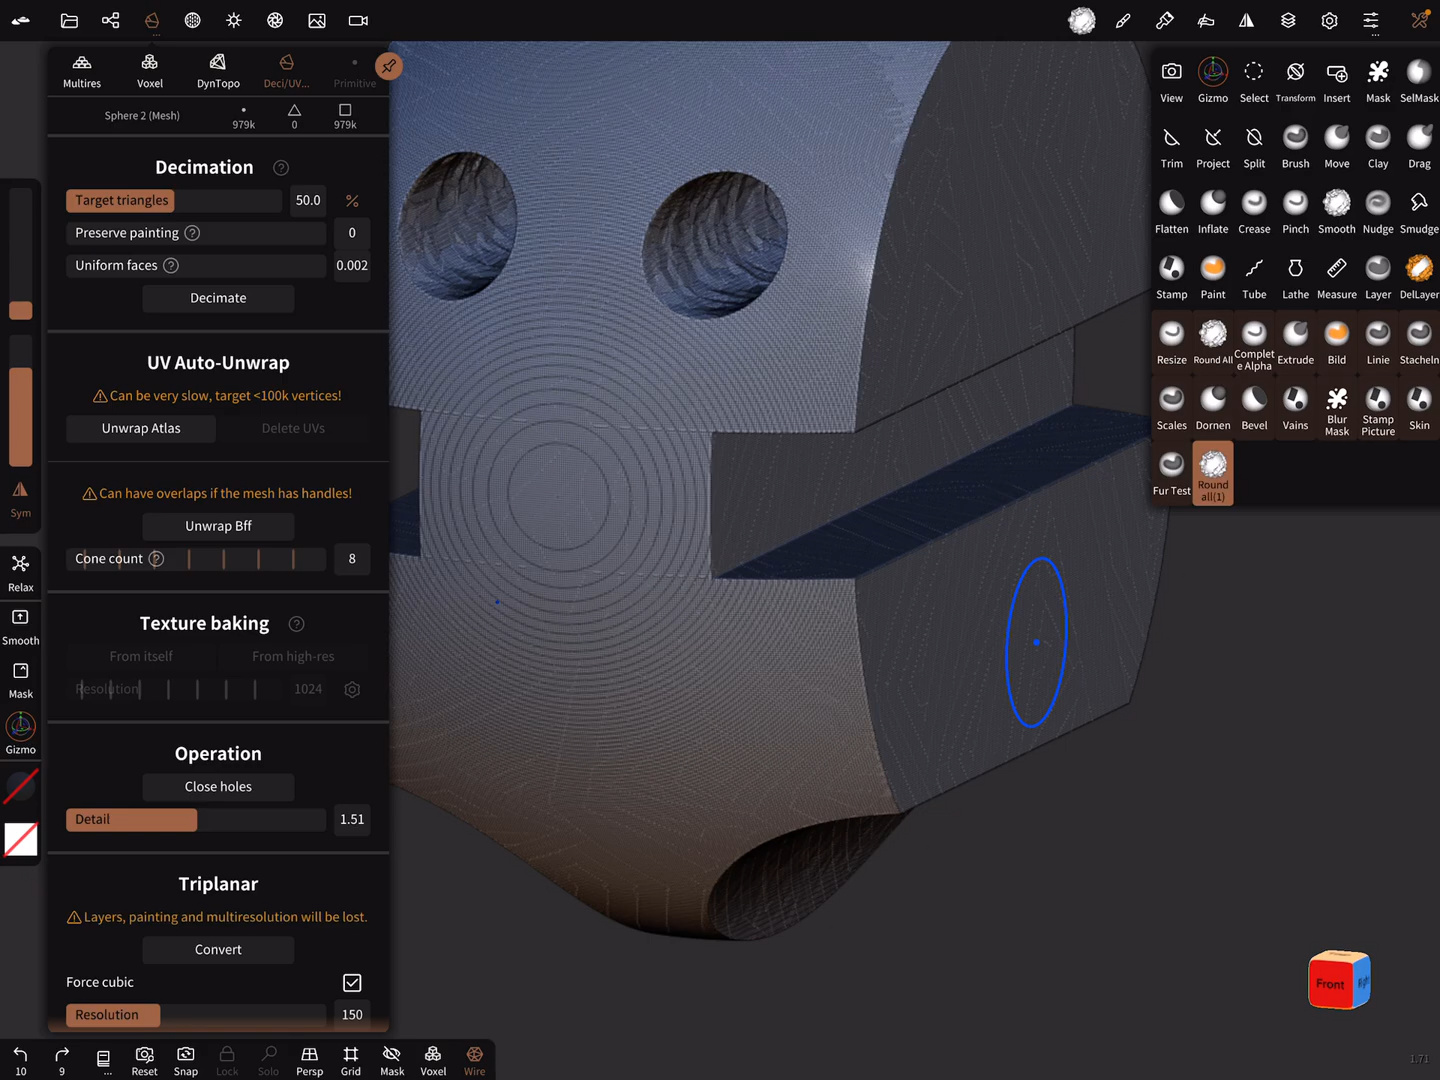 Multires
Voxel
DynTopo
Deci/UV...
Primitive
Sphere 2 (Mesh)
979k
0
979k
Decimation
Target triangles
50.0
%
Preserve painting
0
Uniform faces
0.002
Decimate
UV Auto-Unwrap
Can be very slow, target <100k vertices!
Unwrap Atlas
Delete UVs
Can have overlaps if the mesh has handles!
Unwrap Bff
Cone count
8
Texture baking
From itself
From high-res
Resolution
1024
Operation
Close holes
Detail
1.51
Triplanar
Layers, painting and multiresolution will be lost.
Convert
Force cubic
Resolution
150
Sym
Relax
Smooth
Mask
Gizmo
View
Gizmo
Select
Transform
Insert
Mask
SelMask
Trim
Project
Split
Brush
Move
Clay
Drag
Flatten
Inflate
Crease
Pinch
Smooth
Nudge
Smudge
Stamp
Paint
Tube
Lathe
Measure
Layer
DelLayer
Resize
Round All
Complet
e Alpha
Extrude
Bild
Linie
Stacheln
Scales
Dornen
Bevel
Vains
Blur
Mask
Stamp
Picture
Skin
Fur Test
Round
all(1)
Front
Right
10
9
...
Reset
Snap
Lock
Solo
Persp
Grid
Mask
Voxel
Wire
1.71